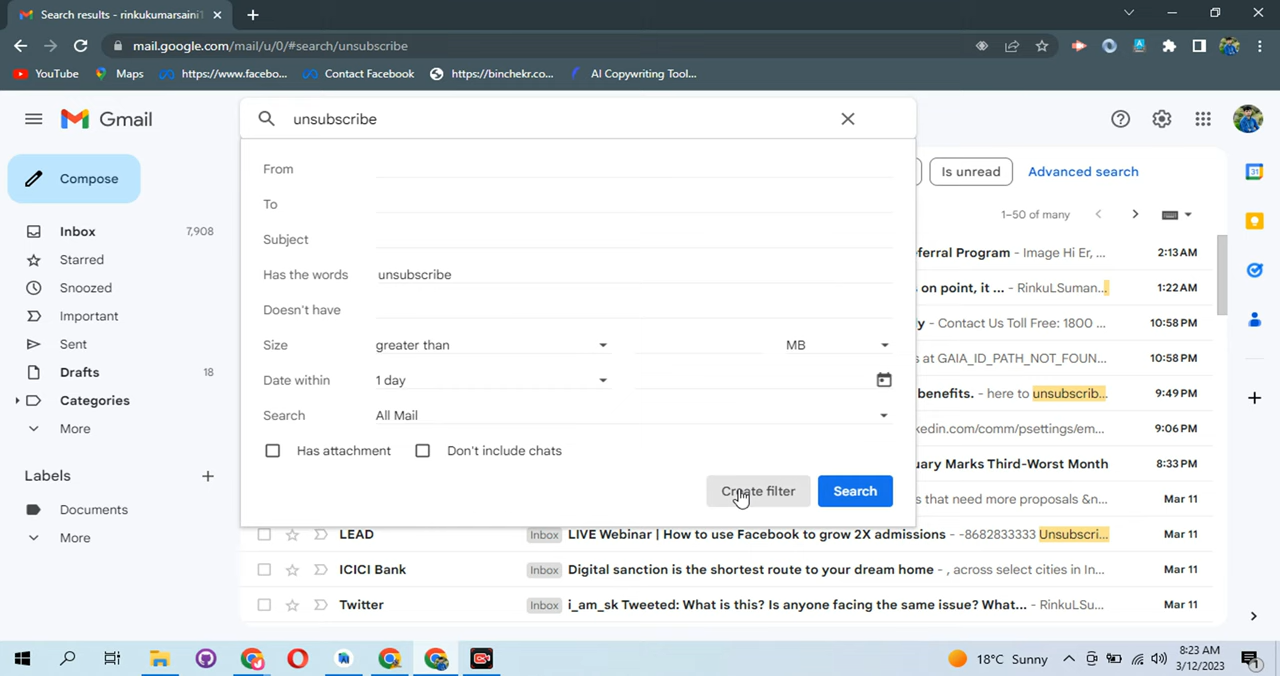 Search results - rinkukumarsaini1
mail.google.com/mail/u/0/#search/unsubscribe
YouTube Maps https://www.facebo... Contact Facebook https://binchekr.co... AI Copywriting Tool...
Gmail
unsubscribe
Compose
Is unread Advanced search
From
1–50 of many
To
Inbox 7,908
Subject
ferral Program - Image Hi Er, ... 2:13 AM
Starred
Has the words unsubscribe
Snoozed
on point, it ... - RinkuLSuman... 1:22 AM
Doesn't have
Important
y - Contact Us Toll Free: 1800 ... 10:58 PM
Sent
Size greater than MB
s at GAIA_ID_PATH_NOT_FOUN... 10:58 PM
Drafts 18
Date within 1 day
benefits. - here to unsubscrib... 9:49 PM
Categories
Search All Mail
kedin.com/comm/psettings/em... 9:06 PM
More
Has attachment Don't include chats
uary Marks Third-Worst Month 8:33 PM
Labels
Create filter Search
s that need more proposals &n... Mar 11
Documents
LEAD Inbox LIVE Webinar | How to use Facebook to grow 2X admissions - -8682833333 Unsubscri... Mar 11
More
ICICI Bank Inbox Digital sanction is the shortest route to your dream home - , across select cities in In... Mar 11
Twitter Inbox i_am_sk Tweeted: What is this? Is anyone facing the same issue? What... - RinkuLS... Mar 11
18°C Sunny
8:23 AM
3/12/2023
1